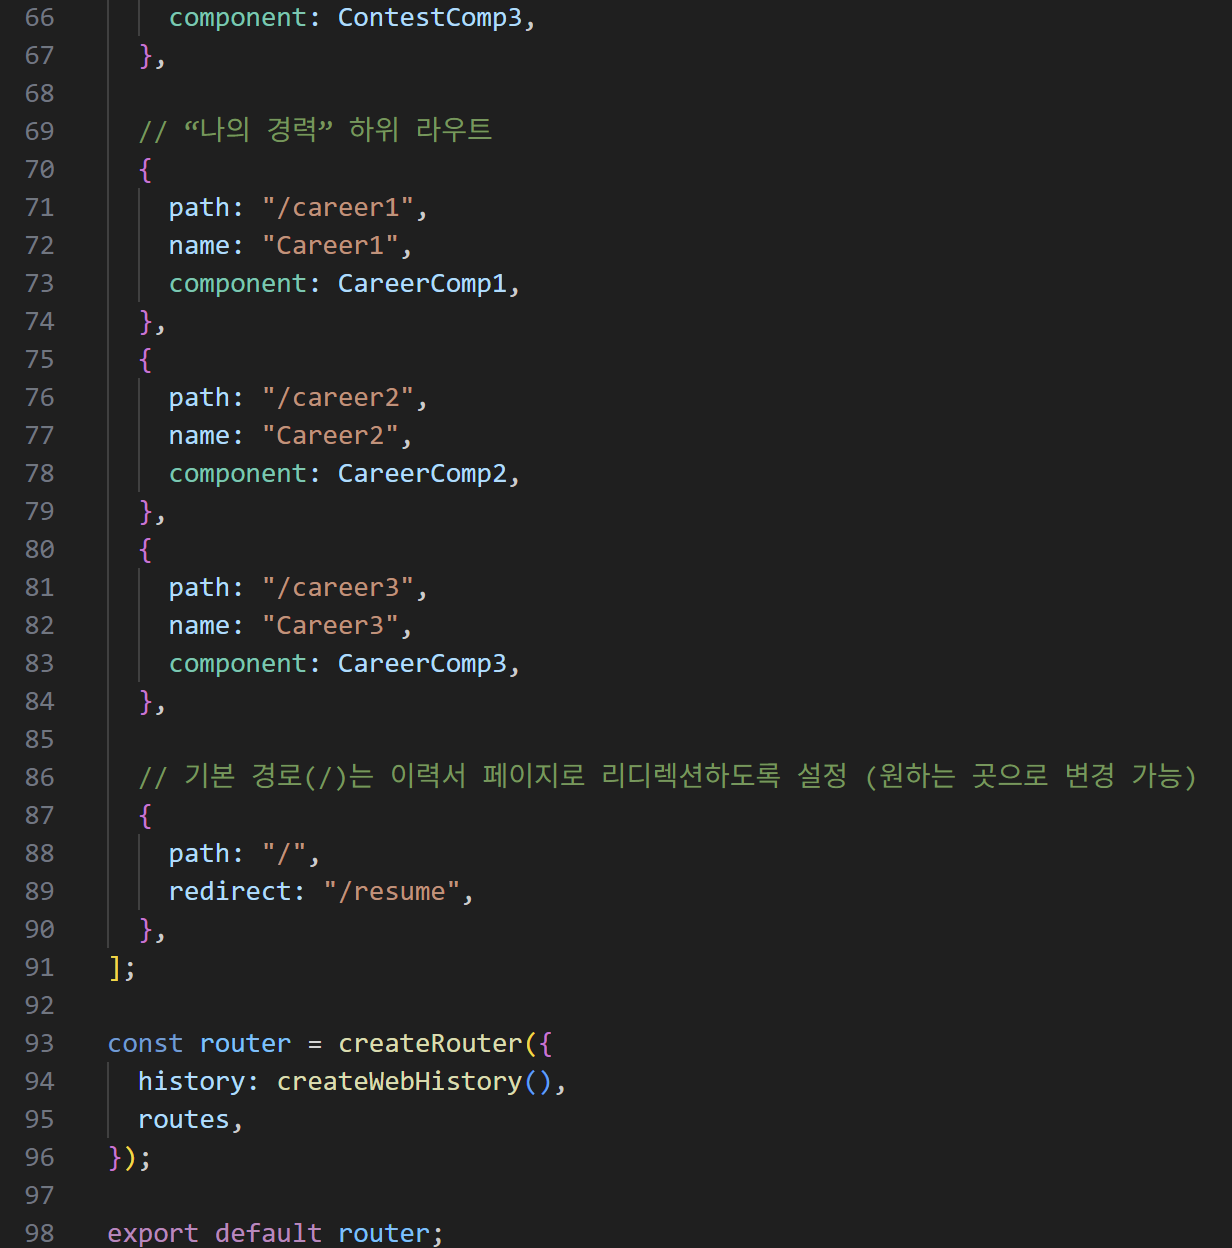 66 component: ContestComp3,
67 },
68
69 // “나의 경력” 하위 라우트
70 {
71 path: "/career1",
72 name: "Career1",
73 component: CareerComp1,
74 },
75 {
76 path: "/career2",
77 name: "Career2",
78 component: CareerComp2,
79 },
80 {
81 path: "/career3",
82 name: "Career3",
83 component: CareerComp3,
84 },
85
86 // 기본 경로(/)는 이력서 페이지로 리디렉션하도록 설정 (원하는 곳으로 변경 가능)
87 {
88 path: "/",
89 redirect: "/resume",
90 },
91 ];
92
93 const router = createRouter({
94 history: createWebHistory(),
95 routes,
96 });
97
98 export default router;